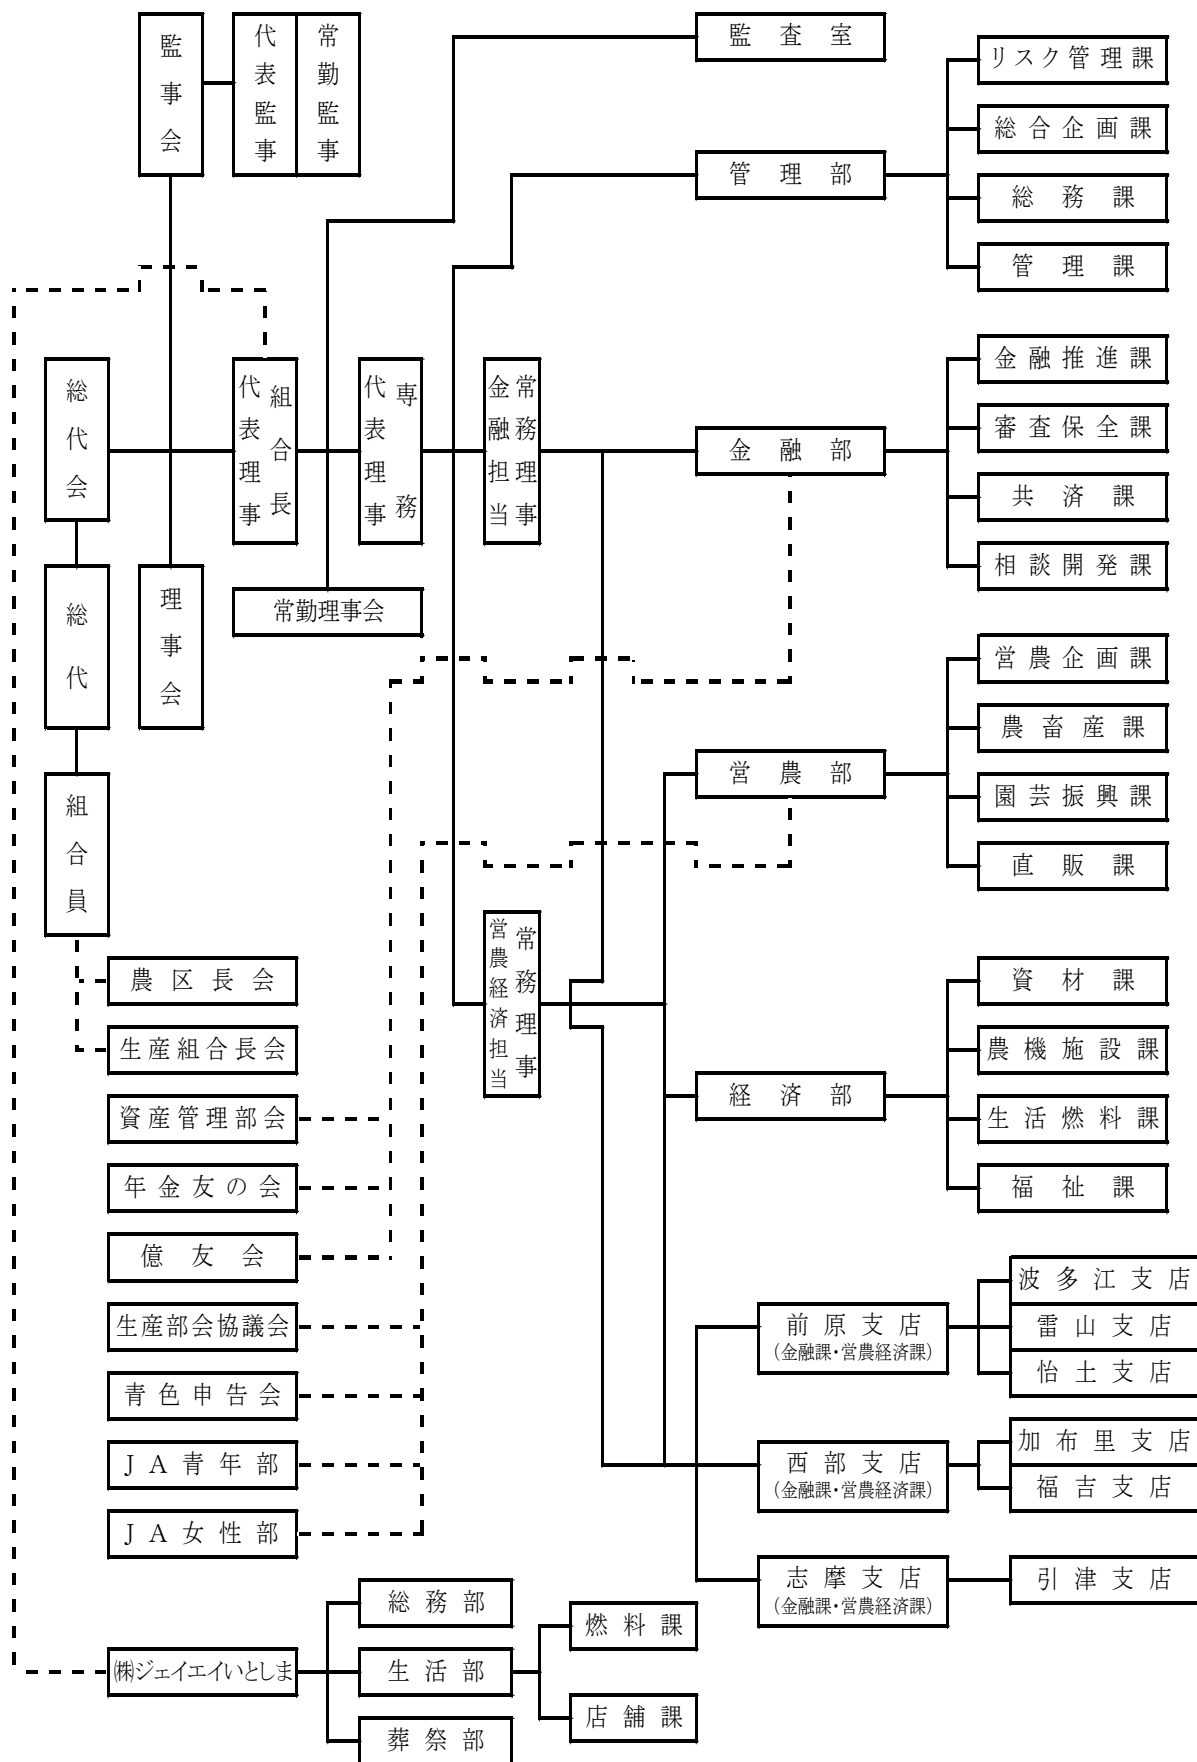 監事会
代表監事
常勤監事
監査室
リスク管理課
総合企画課
管理部
総務課
管理課
総代会
代表理事
組合長
代表理事
専務
金融担当
常務理事
金融推進課
審査保全課
金融部
共済課
相談開発課
総代
理事会
常勤理事会
営農企画課
農畜産課
営農部
園芸振興課
直販課
組合員
営農経済担当
常務理事
農区長会
生産組合長会
資材課
農機施設課
経済部
生活燃料課
福祉課
資産管理部会
年金友の会
億友会
生産部会協議会
青色申告会
JA青年部
JA女性部
前原支店
(金融課・営農経済課)
波多江支店
雷山支店
怡土支店
西部支店
(金融課・営農経済課)
加布里支店
福吉支店
志摩支店
(金融課・営農経済課)
引津支店
㈱ジェイエイいとしま
総務部
生活部
葬祭部
燃料課
店舗課